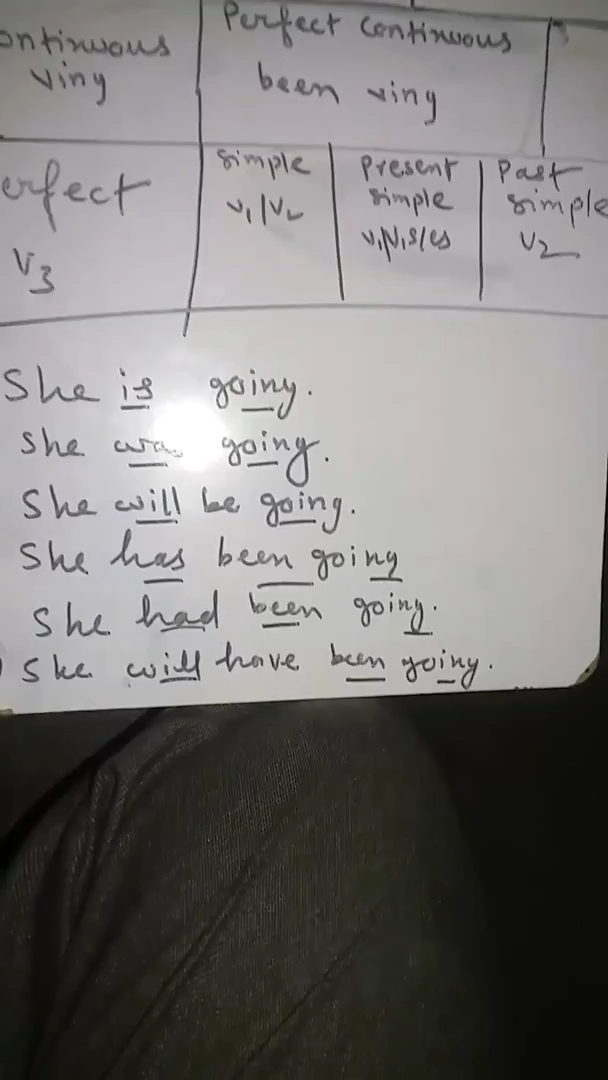 ontinuous
ving
Perfect Continuous
been ving
erfect
V3
simple
v1/v2
Present
simple
v1/v1s/es
Past
simple
v2
She is going.
She was going.
She will be going.
She has been going
She had been going.
She will have been going.